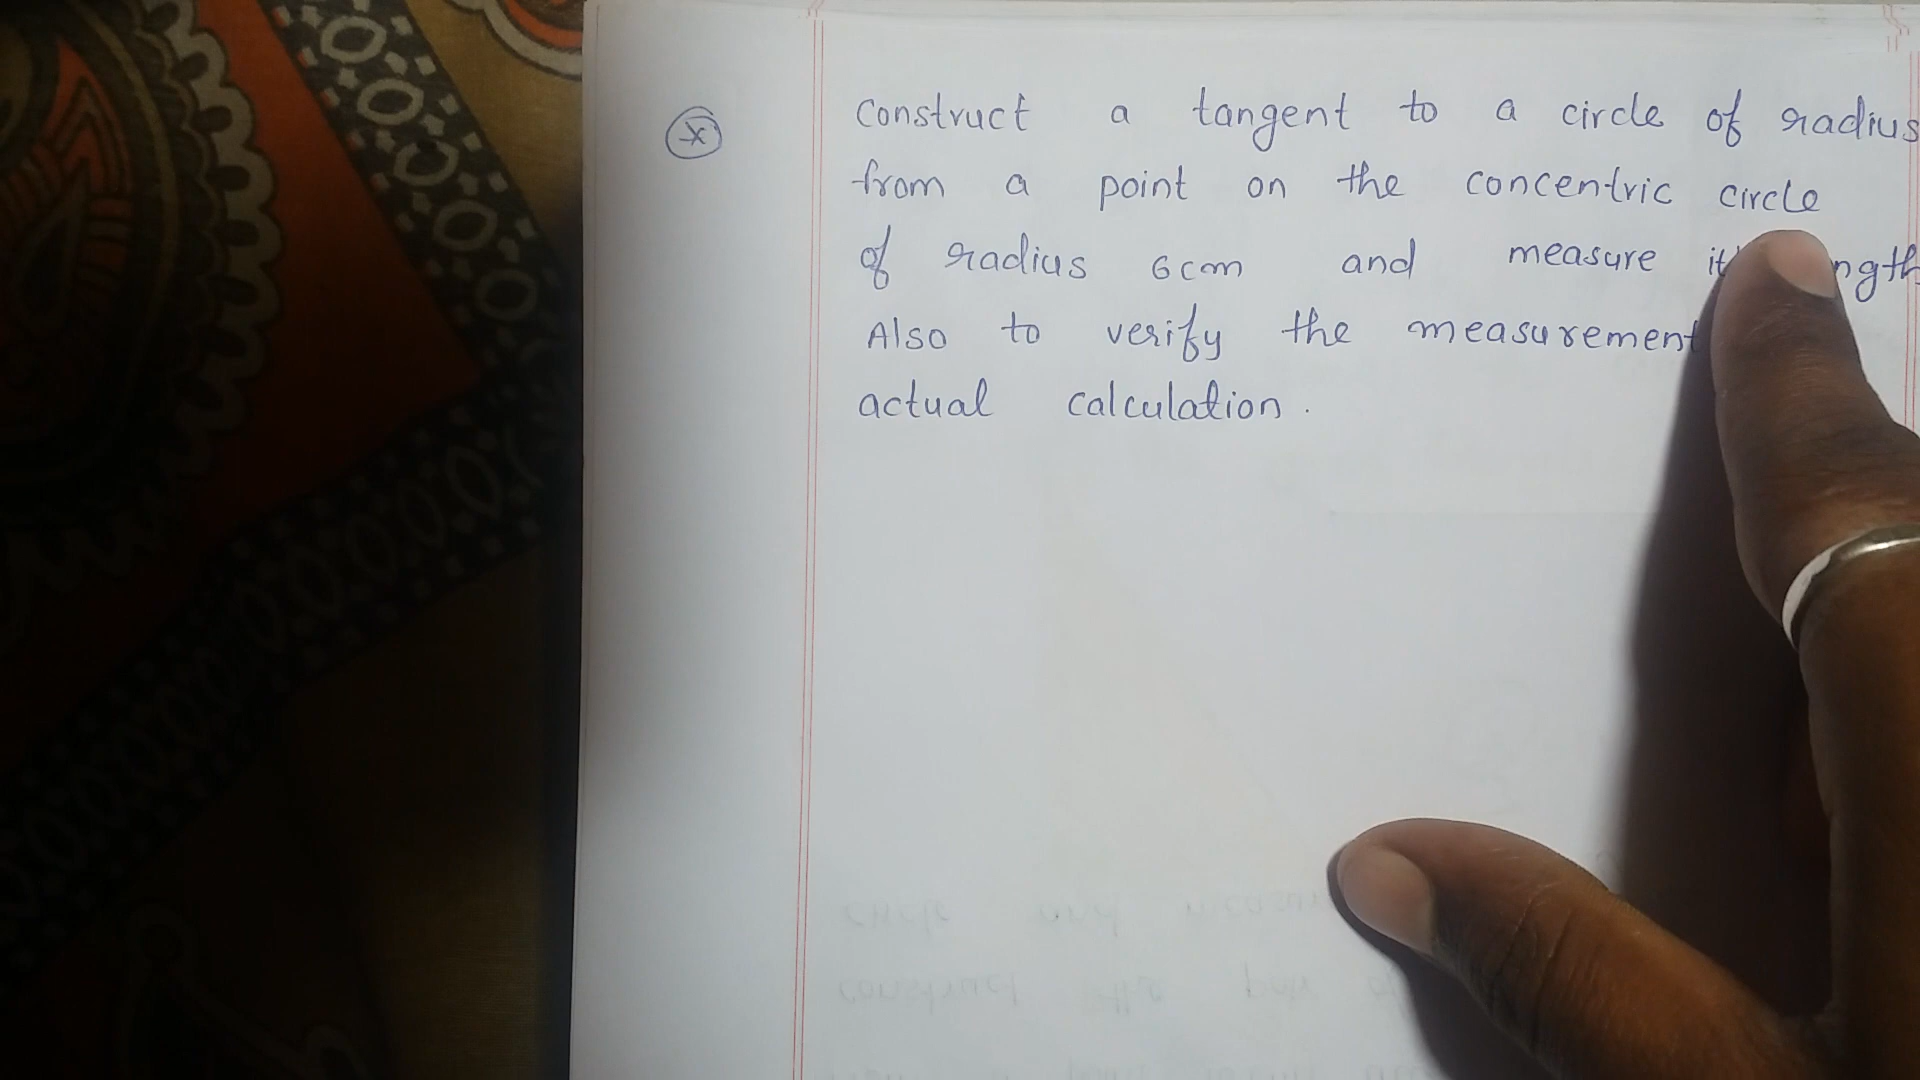 Construct a tangent to a circle of radius
from a point on the concentric circle
of radius 6cm and measure
Also to verify the measurement
actual calculation.